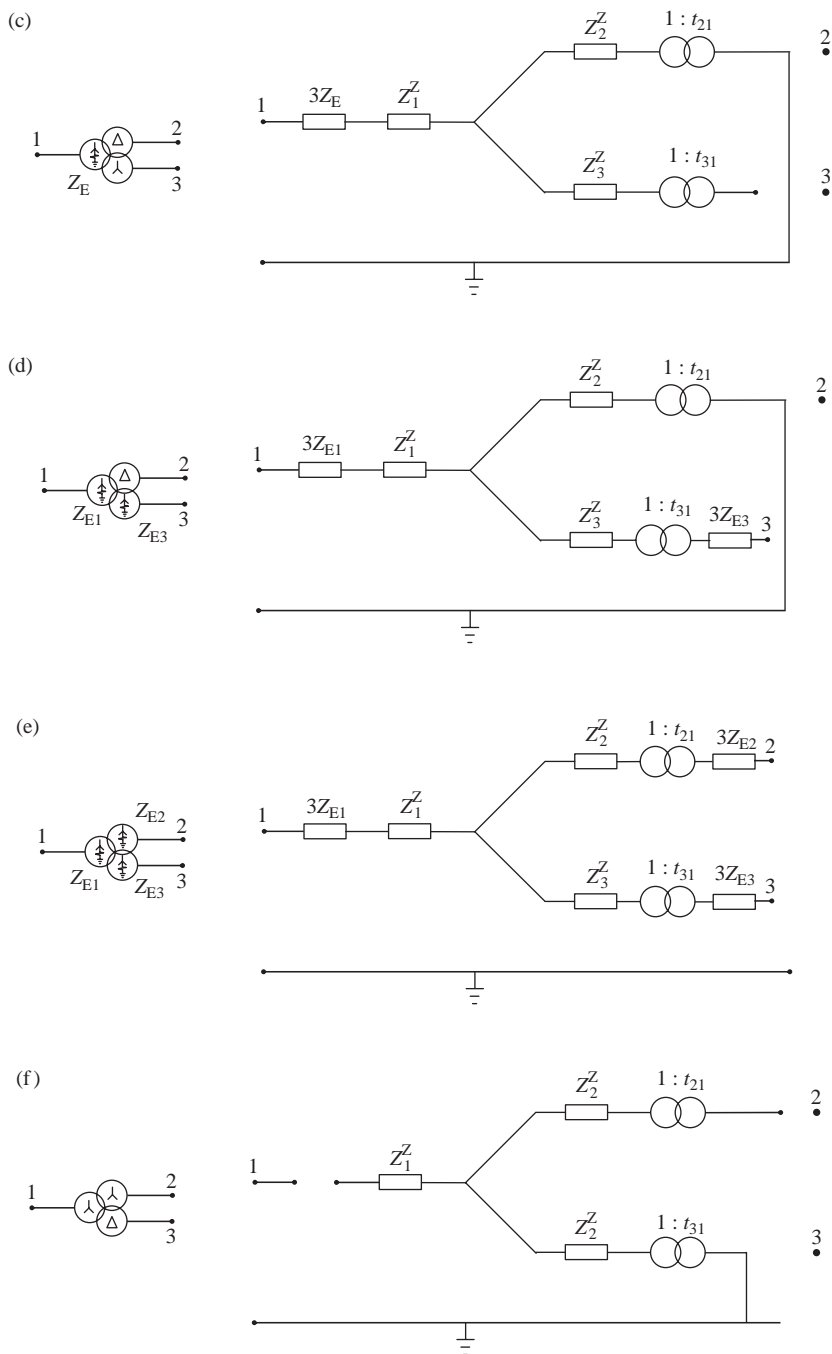 (c)
Z_2^Z 1 : t_21 2
1 3Z_E Z_1^Z
1 2
Z_E 3
Z_3^Z 1 : t_31 3
(d)
Z_2^Z 1 : t_21 2
1 3Z_E1 Z_1^Z
1 2
Z_E1 Z_E3 3
Z_3^Z 1 : t_31 3Z_E3 3
(e)
Z_2^Z 1 : t_21 3Z_E2 2
1 3Z_E1 Z_1^Z
Z_E2
1 2
Z_E1 Z_E3 3
Z_3^Z 1 : t_31 3Z_E3 3
(f)
Z_2^Z 1 : t_21 2
1 Z_1^Z
1 2
3
Z_2^Z 1 : t_31 3